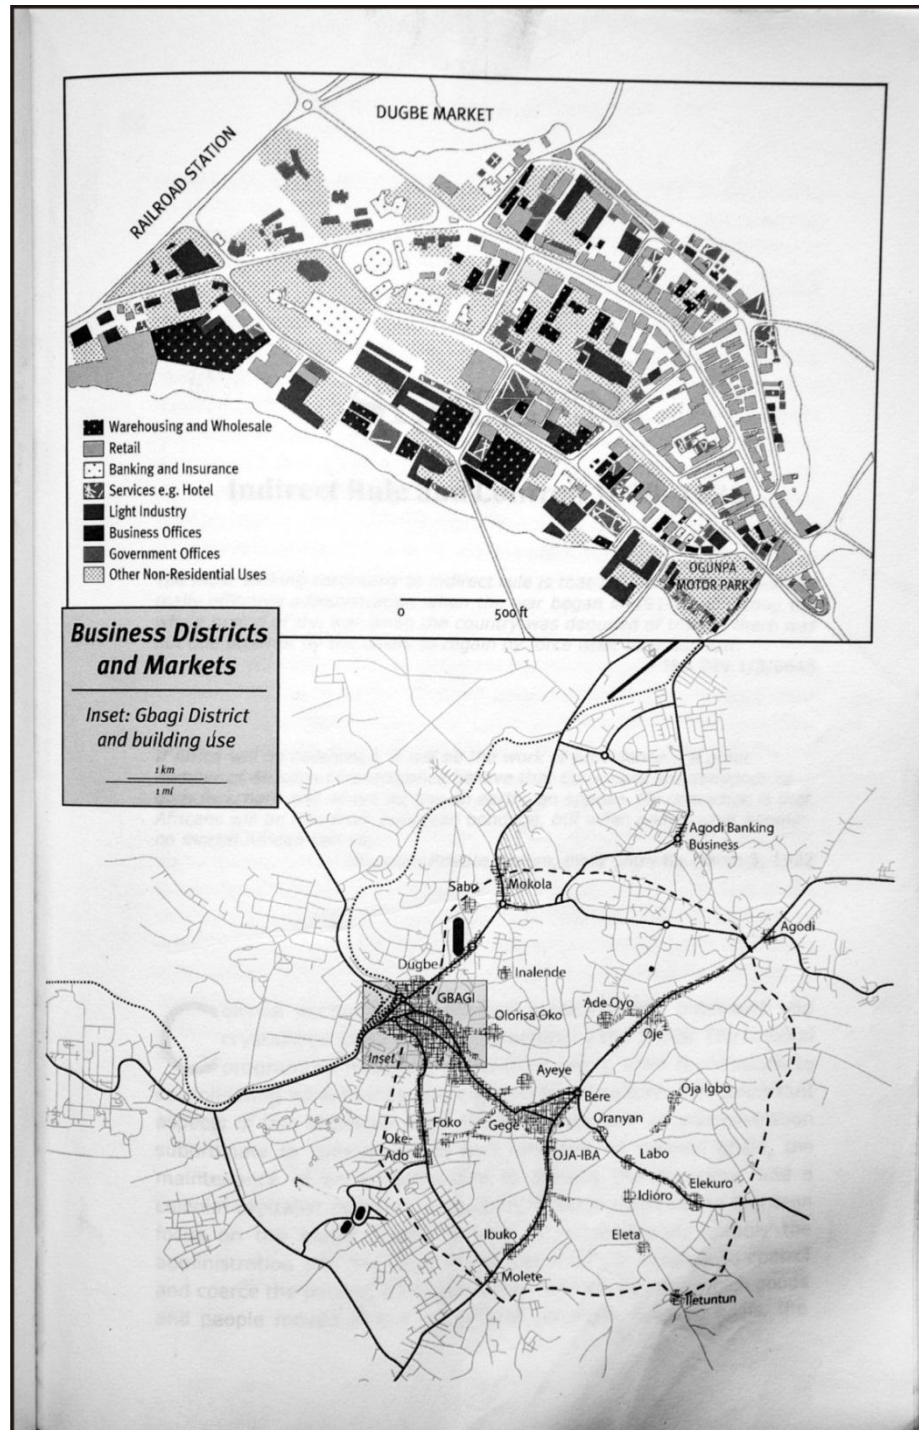 DUGBE MARKET
RAILROAD STATION
Warehousing and Wholesale
Retail
Banking and Insurance
Services e.g. Hotel
Light Industry
Business Offices
Government Offices
Other Non-Residential Uses
OGUNPA
MOTOR PARK
0 500 ft
Business Districts
and Markets
Inset: Gbagi District
and building use
1 km
1 mi
Agodi Banking
Business
Sabo
Mokola
Agodi
Dugbe
Inalende
GBAGI
Ade Oyo
Olorisa Oko
Oje
Inset
Ayeye
Bere
Oja Igbo
Foko
Gege
Oranyan
Oke-
Ado
OJA-IBA
Labo
Elekuro
Idioro
Ibuko
Eleta
Molete
Iletuntun